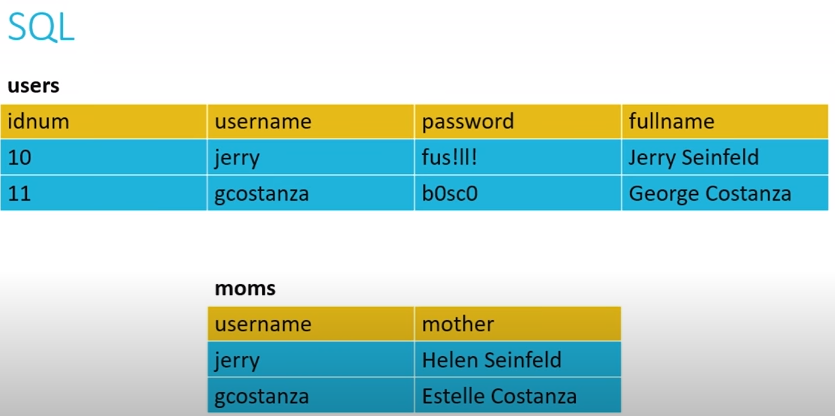 SQL
users
idnum username password fullname
10 jerry fus!ll! Jerry Seinfeld
11 gcostanza b0sc0 George Costanza
moms
username mother
jerry Helen Seinfeld
gcostanza Estelle Costanza